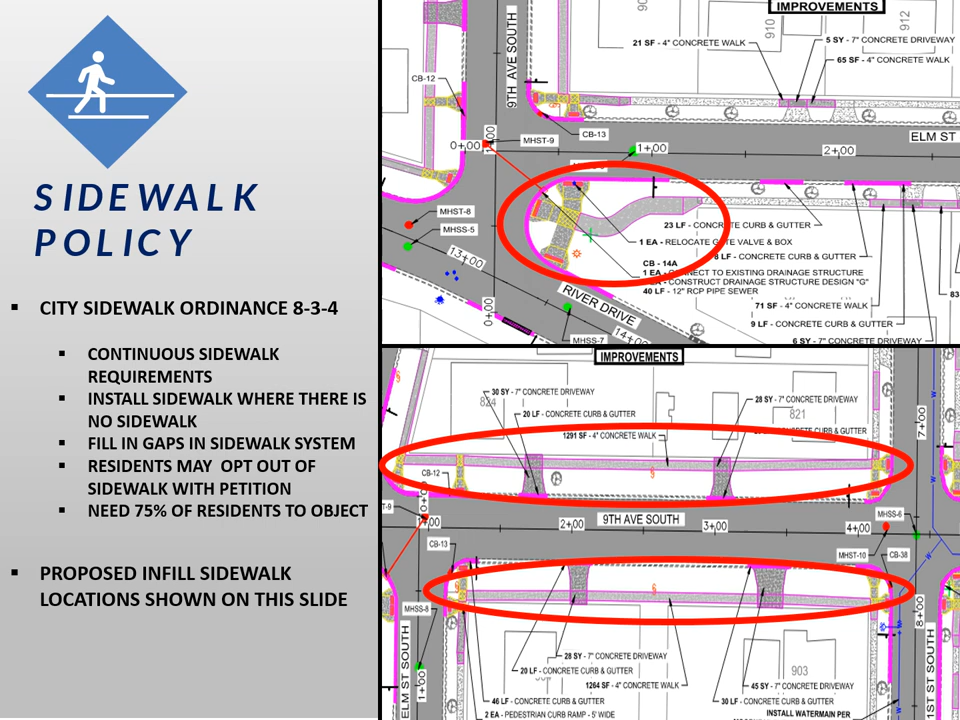 SIDEWALK
POLICY
▪ CITY SIDEWALK ORDINANCE 8-3-4
▪ CONTINUOUS SIDEWALK
REQUIREMENTS
▪ INSTALL SIDEWALK WHERE THERE IS
NO SIDEWALK
▪ FILL IN GAPS IN SIDEWALK SYSTEM
▪ RESIDENTS MAY OPT OUT OF
SIDEWALK WITH PETITION
▪ NEED 75% OF RESIDENTS TO OBJECT
▪ PROPOSED INFILL SIDEWALK
LOCATIONS SHOWN ON THIS SLIDE
IMPROVEMENTS
910
912
21 SF - 4" CONCRETE WALK
5 SY - 7" CONCRETE DRIVEWAY
65 SF - 4" CONCRETE WALK
9TH AVE SOUTH
CB-12
CB-13
MHST-9
0+00
1+00
2+00
ELM ST
MHST-8
MHSS-5
23 LF - CONCRETE CURB & GUTTER
1 EA - RELOCATE GATE VALVE & BOX
8 LF - CONCRETE CURB & GUTTER
CB - 14A
1 EA - CONNECT TO EXISTING DRAINAGE STRUCTURE
CONSTRUCT DRAINAGE STRUCTURE DESIGN "G"
40 LF - 12" RCP PIPE SEWER
13+00
RIVER DRIVE
71 SF - 4" CONCRETE WALK
83
0+00
9 LF - CONCRETE CURB & GUTTER
14+00
MHSS-7
6 SY - 7" CONCRETE DRIVEWAY
IMPROVEMENTS
30 SY - 7" CONCRETE DRIVEWAY
824
20 LF - CONCRETE CURB & GUTTER
28 SY - 7" CONCRETE DRIVEWAY
821
CONCRETE CURB & GUTTER
1291 SF - 4" CONCRETE WALK
7+00
CB-12
0+00
MHSS-6
9TH AVE SOUTH
1+00
2+00
3+00
4+00
CB-13
MHST-10
CB-38
MHSS-8
8+00
28 SY - 7" CONCRETE DRIVEWAY
20 LF - CONCRETE CURB & GUTTER
903
1264 SF - 4" CONCRETE WALK
45 SY - 7" CONCRETE DRIVEWAY
ELM ST SOUTH
1+00
46 LF - CONCRETE CURB & GUTTER
30 LF - CONCRETE CURB & GUTTER
1ST ST SOUTH
2 EA - PEDESTRIAN CURB RAMP - 5' WIDE
INSTALL WATERMAIN PER